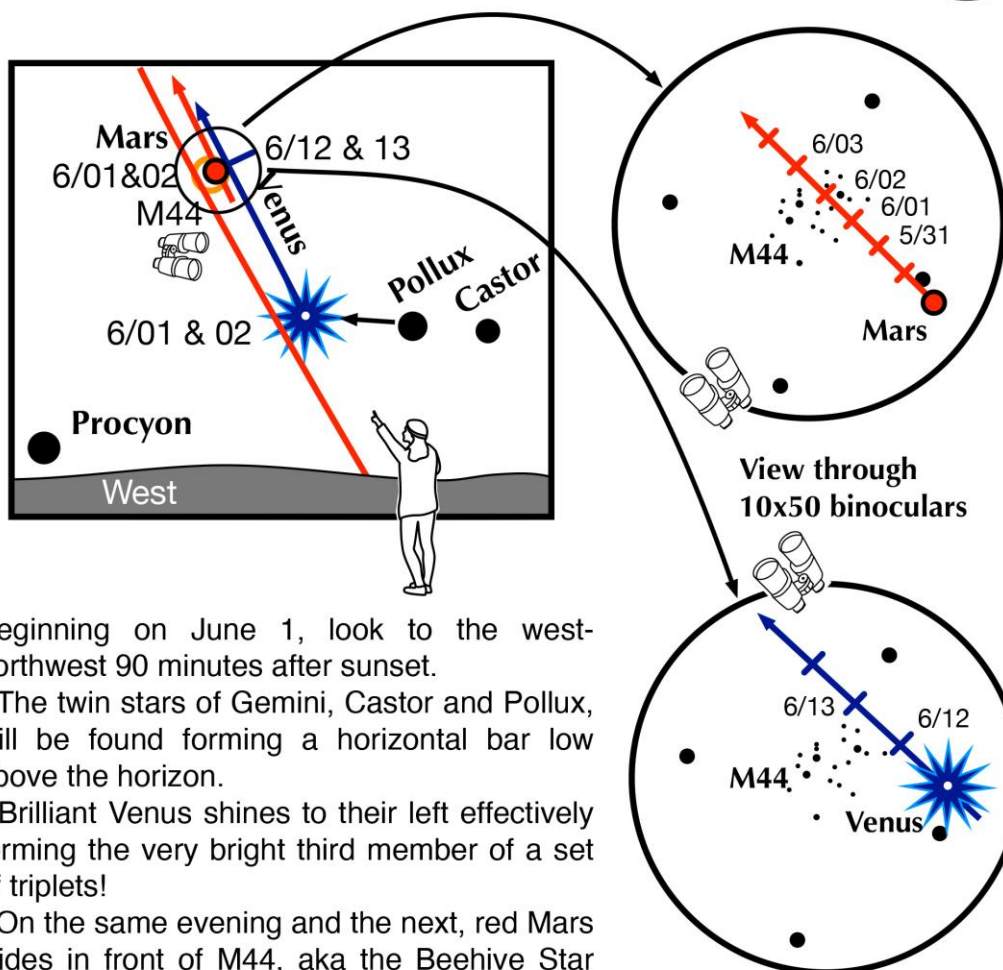 Mars
6/01&02
M44
6/12 & 13
Venus
Pollux
Castor
6/01 & 02
Procyon
West
6/03
6/02
6/01
5/31
M44
Mars
View through
10x50 binoculars
6/13
6/12
M44
Venus
eginning on June 1, look to the west-
orthwest 90 minutes after sunset.
The twin stars of Gemini, Castor and Pollux,
ill be found forming a horizontal bar low
bove the horizon.
Brilliant Venus shines to their left effectively
rming the very bright third member of a set
f triplets!
On the same evening and the next, red Mars
ides in front of M44, aka the Beehive Star